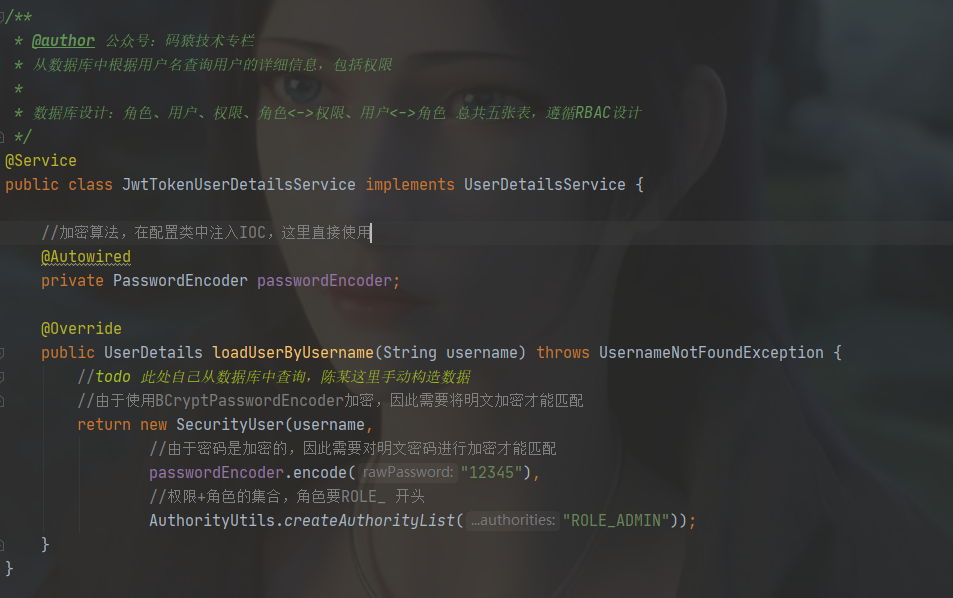 /**
 * @author 公众号：码猿技术专栏
 * 从数据库中根据用户名查询用户的详细信息，包括权限
 *
 * 数据库设计：角色、用户、权限、角色<->权限、用户<->角色 总共五张表，遵循RBAC设计
 */
@Service
public class JwtTokenUserDetailsService implements UserDetailsService {
//加密算法，在配置类中注入IOC，这里直接使用
@Autowired
private PasswordEncoder passwordEncoder;
@Override
public UserDetails loadUserByUsername(String username) throws UsernameNotFoundException {
//todo 此处自己从数据库中查询，陈某这里手动构造数据
//由于使用BCryptPasswordEncoder加密，因此需要将明文加密才能匹配
return new SecurityUser(username,
//由于密码是加密的，因此需要对明文密码进行加密才能匹配
passwordEncoder.encode( rawPassword: "12345"),
//权限+角色的集合，角色要ROLE_ 开头
AuthorityUtils.createAuthorityList( ...authorities: "ROLE_ADMIN"));
}
}